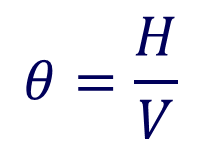 θ = H/V